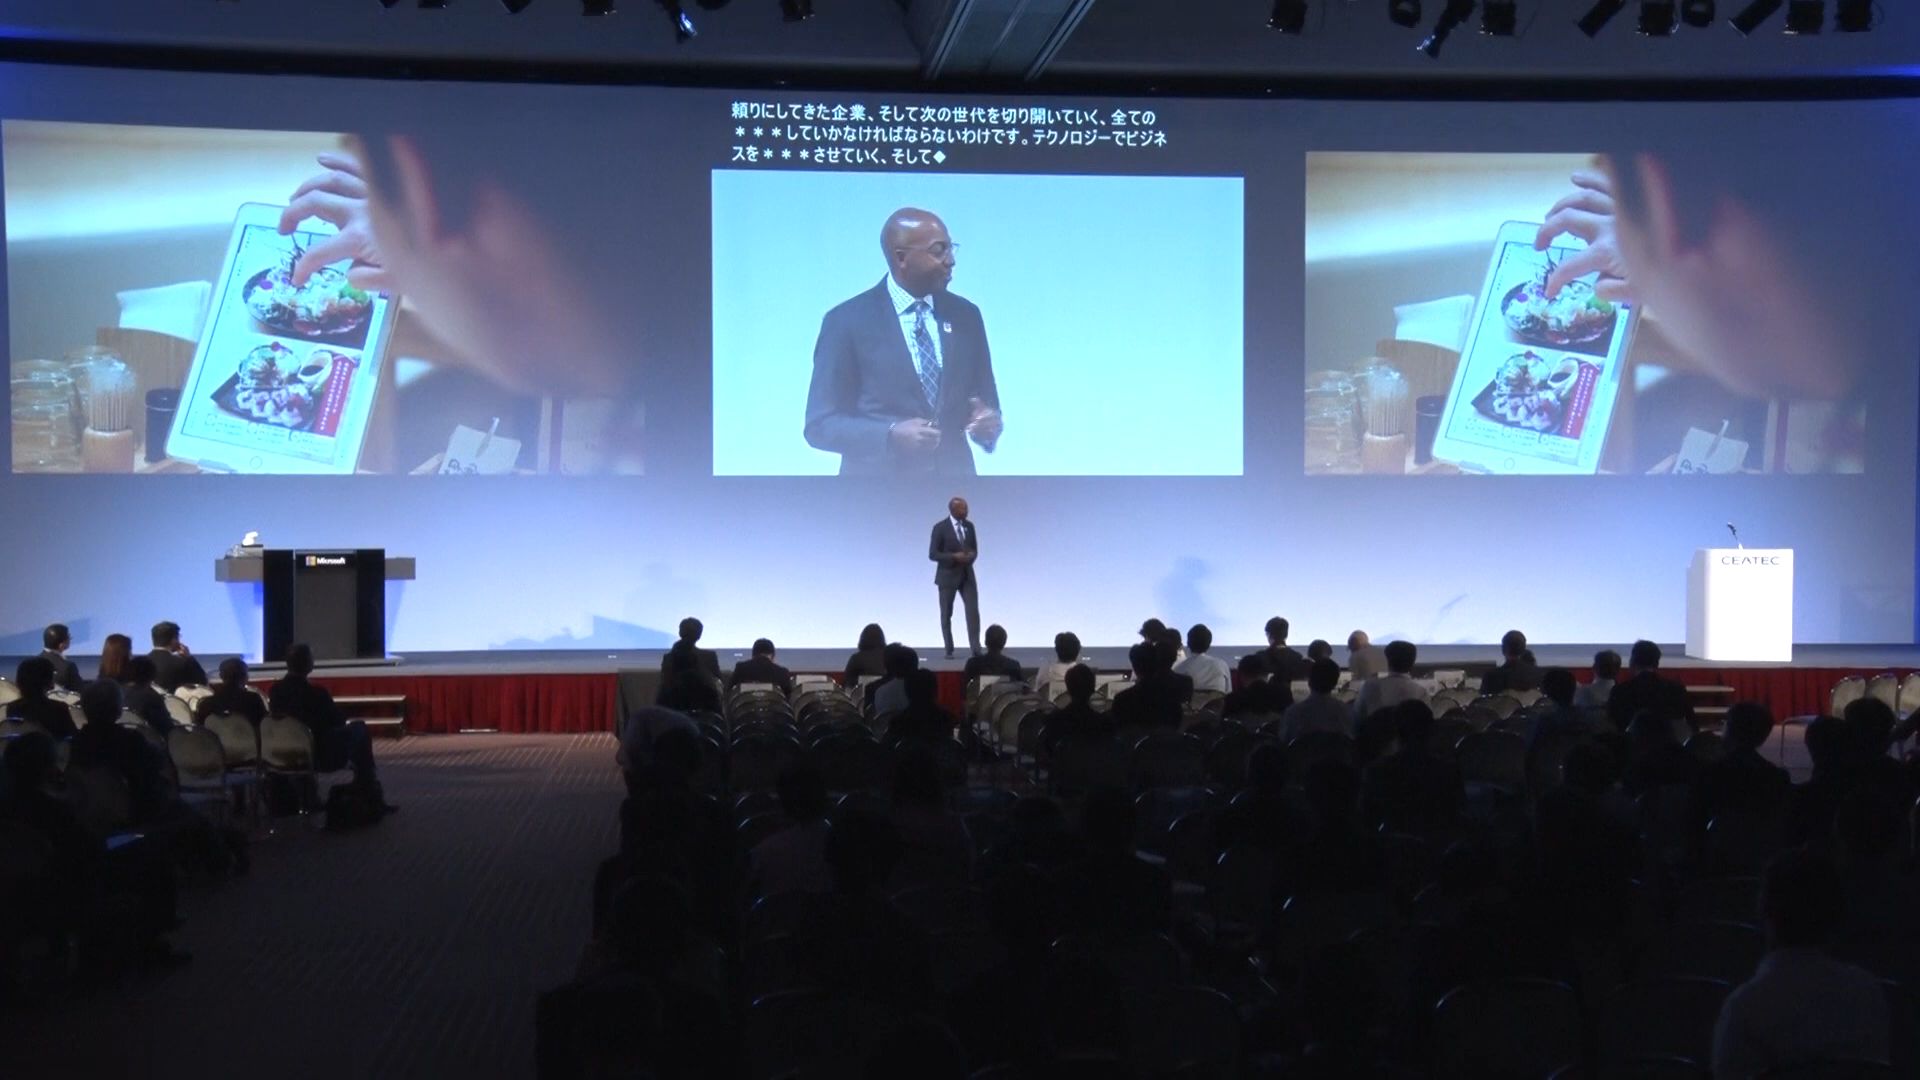 頼りにしてきた企業、そして次の世代を切り開いていく、全ての
＊＊＊していかなければならないわけです。テクノロジーでビジネ
スを＊＊＊させていく、そして◆
Microsoft
CEATEC